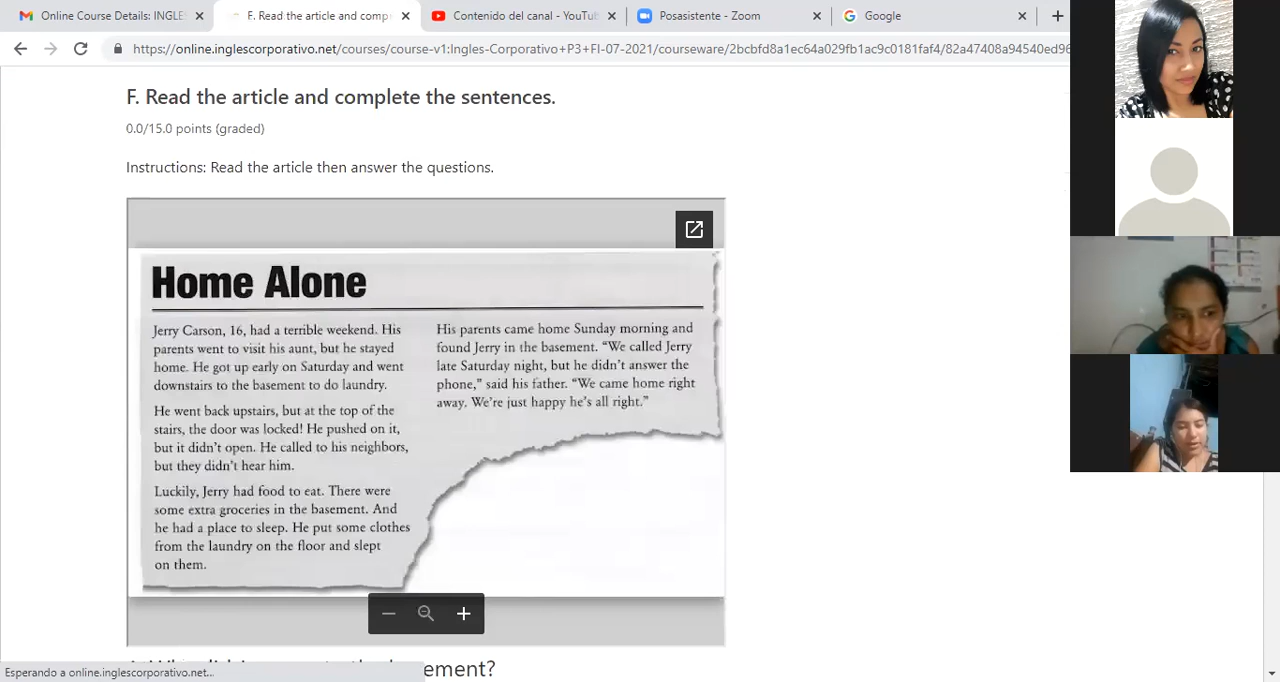 Online Course Details: INGLE
F. Read the article and comp
Contenido del canal - YouTu
Posasistente - Zoom
Google
https://online.inglescorporativo.net/courses/course-v1:Ingles-Corporativo+P3+FI-07-2021/courseware/2bcbfd8a1ec64a029fb1ac9c0181faf4/82a47408a94540ed96
F. Read the article and complete the sentences.
0.0/15.0 points (graded)
Instructions: Read the article then answer the questions.
Home Alone
Jerry Carson, 16, had a terrible weekend. His
parents went to visit his aunt, but he stayed
home. He got up early on Saturday and went
downstairs to the basement to do laundry.
He went back upstairs, but at the top of the
stairs, the door was locked! He pushed on it,
but it didn't open. He called to his neighbors,
but they didn't hear him.
Luckily, Jerry had food to eat. There were
some extra groceries in the basement. And
he had a place to sleep. He put some clothes
from the laundry on the floor and slept
on them.
His parents came home Sunday morning and
found Jerry in the basement. "We called Jerry
late Saturday night, but he didn't answer the
phone," said his father. "We came home right
away. We're just happy he's all right."
ement?
Esperando a online.inglescorporativo.net...